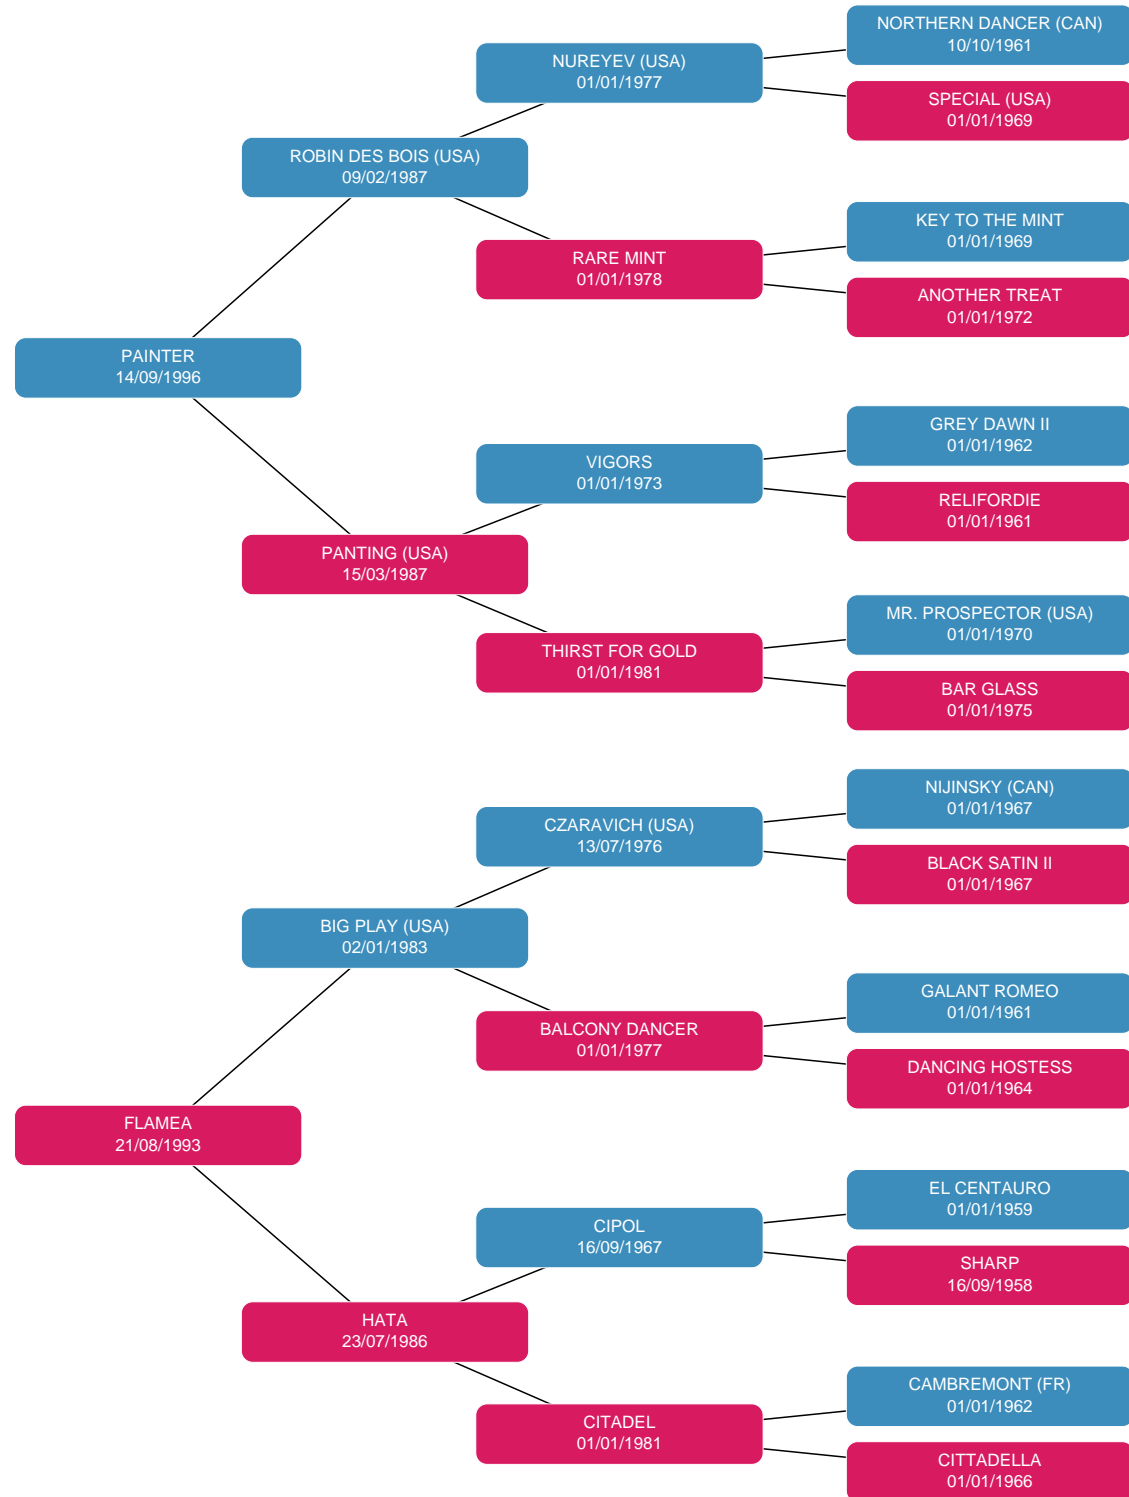 NORTHERN DANCER (CAN)
10/10/1961
NUREYEV (USA)
01/01/1977
SPECIAL (USA)
01/01/1969
ROBIN DES BOIS (USA)
09/02/1987
KEY TO THE MINT
01/01/1969
RARE MINT
01/01/1978
ANOTHER TREAT
01/01/1972
PAINTER
14/09/1996
GREY DAWN II
01/01/1962
VIGORS
01/01/1973
RELIFORDIE
01/01/1961
PANTING (USA)
15/03/1987
MR. PROSPECTOR (USA)
01/01/1970
THIRST FOR GOLD
01/01/1981
BAR GLASS
01/01/1975
NIJINSKY (CAN)
01/01/1967
CZARAVICH (USA)
13/07/1976
BLACK SATIN II
01/01/1967
BIG PLAY (USA)
02/01/1983
GALANT ROMEO
01/01/1961
BALCONY DANCER
01/01/1977
DANCING HOSTESS
01/01/1964
FLAMEA
21/08/1993
EL CENTAURO
01/01/1959
CIPOL
16/09/1967
SHARP
16/09/1958
HATA
23/07/1986
CAMBREMONT (FR)
01/01/1962
CITADEL
01/01/1981
CITTADELLA
01/01/1966